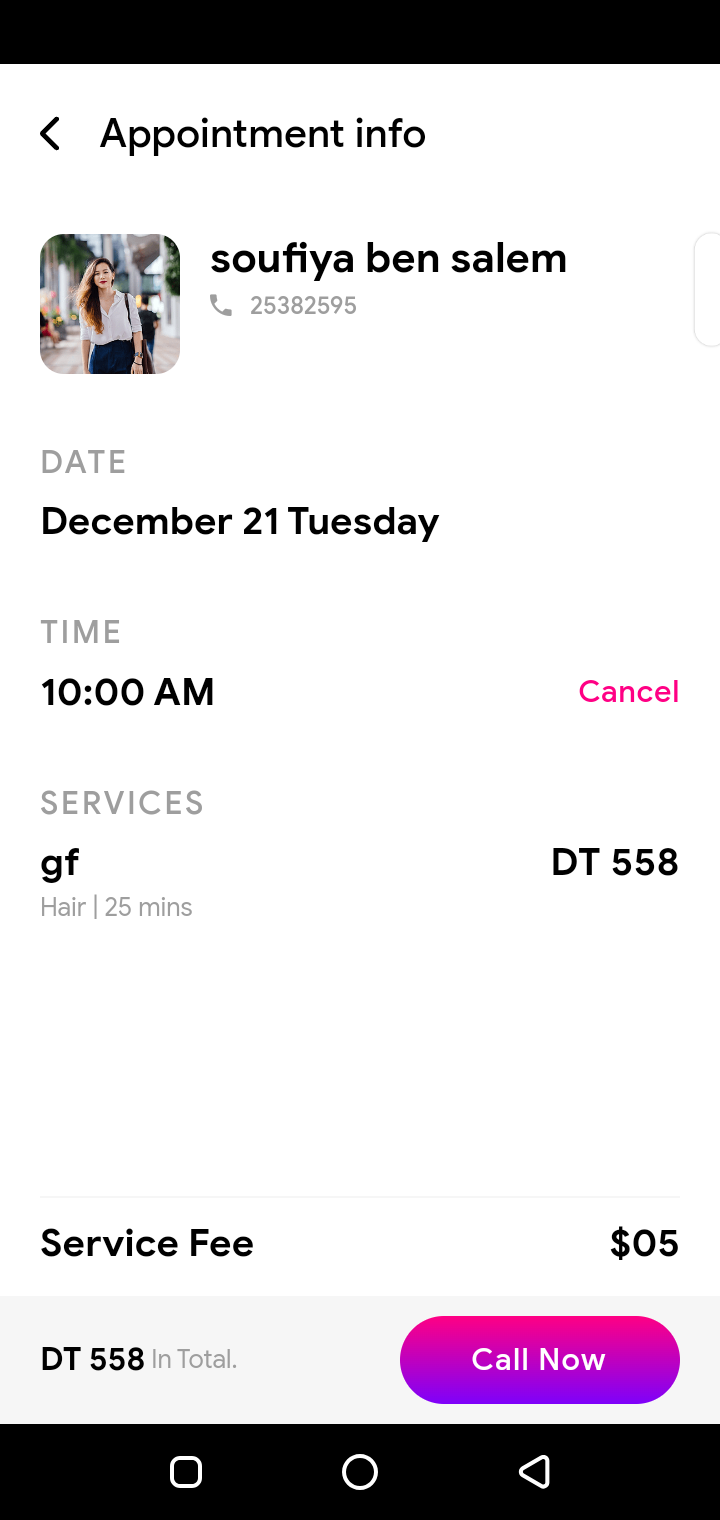 Appointment info
soufiya ben salem
25382595
DATE
December 21 Tuesday
TIME
10:00 AM
Cancel
SERVICES
gf
DT 558
Hair | 25 mins
Service Fee
$05
DT 558 In Total.
Call Now